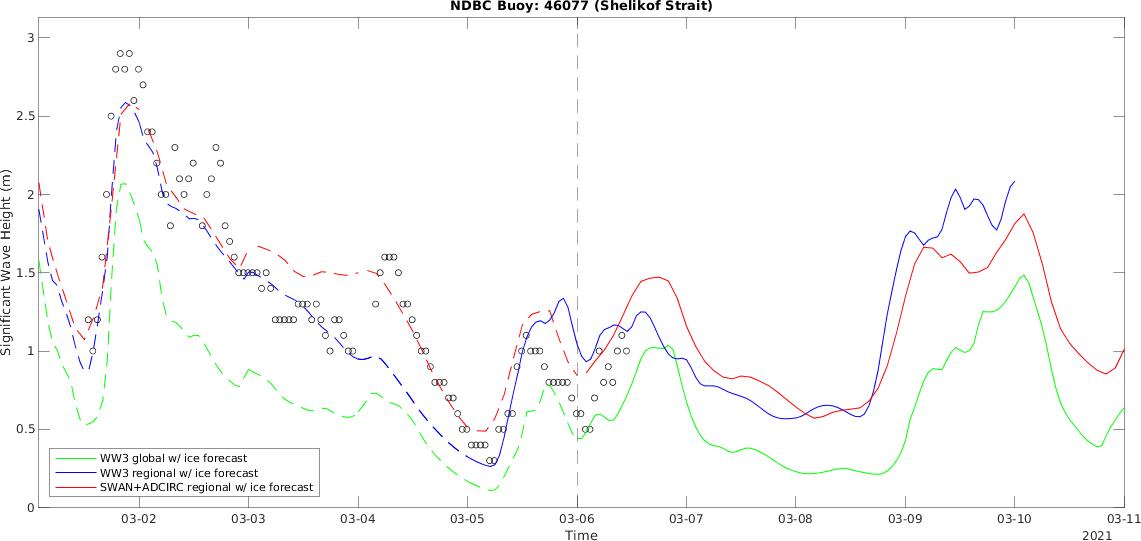 NDBC Buoy: 46077 (Shelikof Strait)
3
2.5
2
1.5
1
0.5
0
Significant Wave Height (m)
WW3 global w/ ice forecast
WW3 regional w/ ice forecast
SWAN+ADCIRC regional w/ ice forecast
03-02 03-03 03-04 03-05 03-06 03-07 03-08 03-09 03-10 03-11
Time
2021